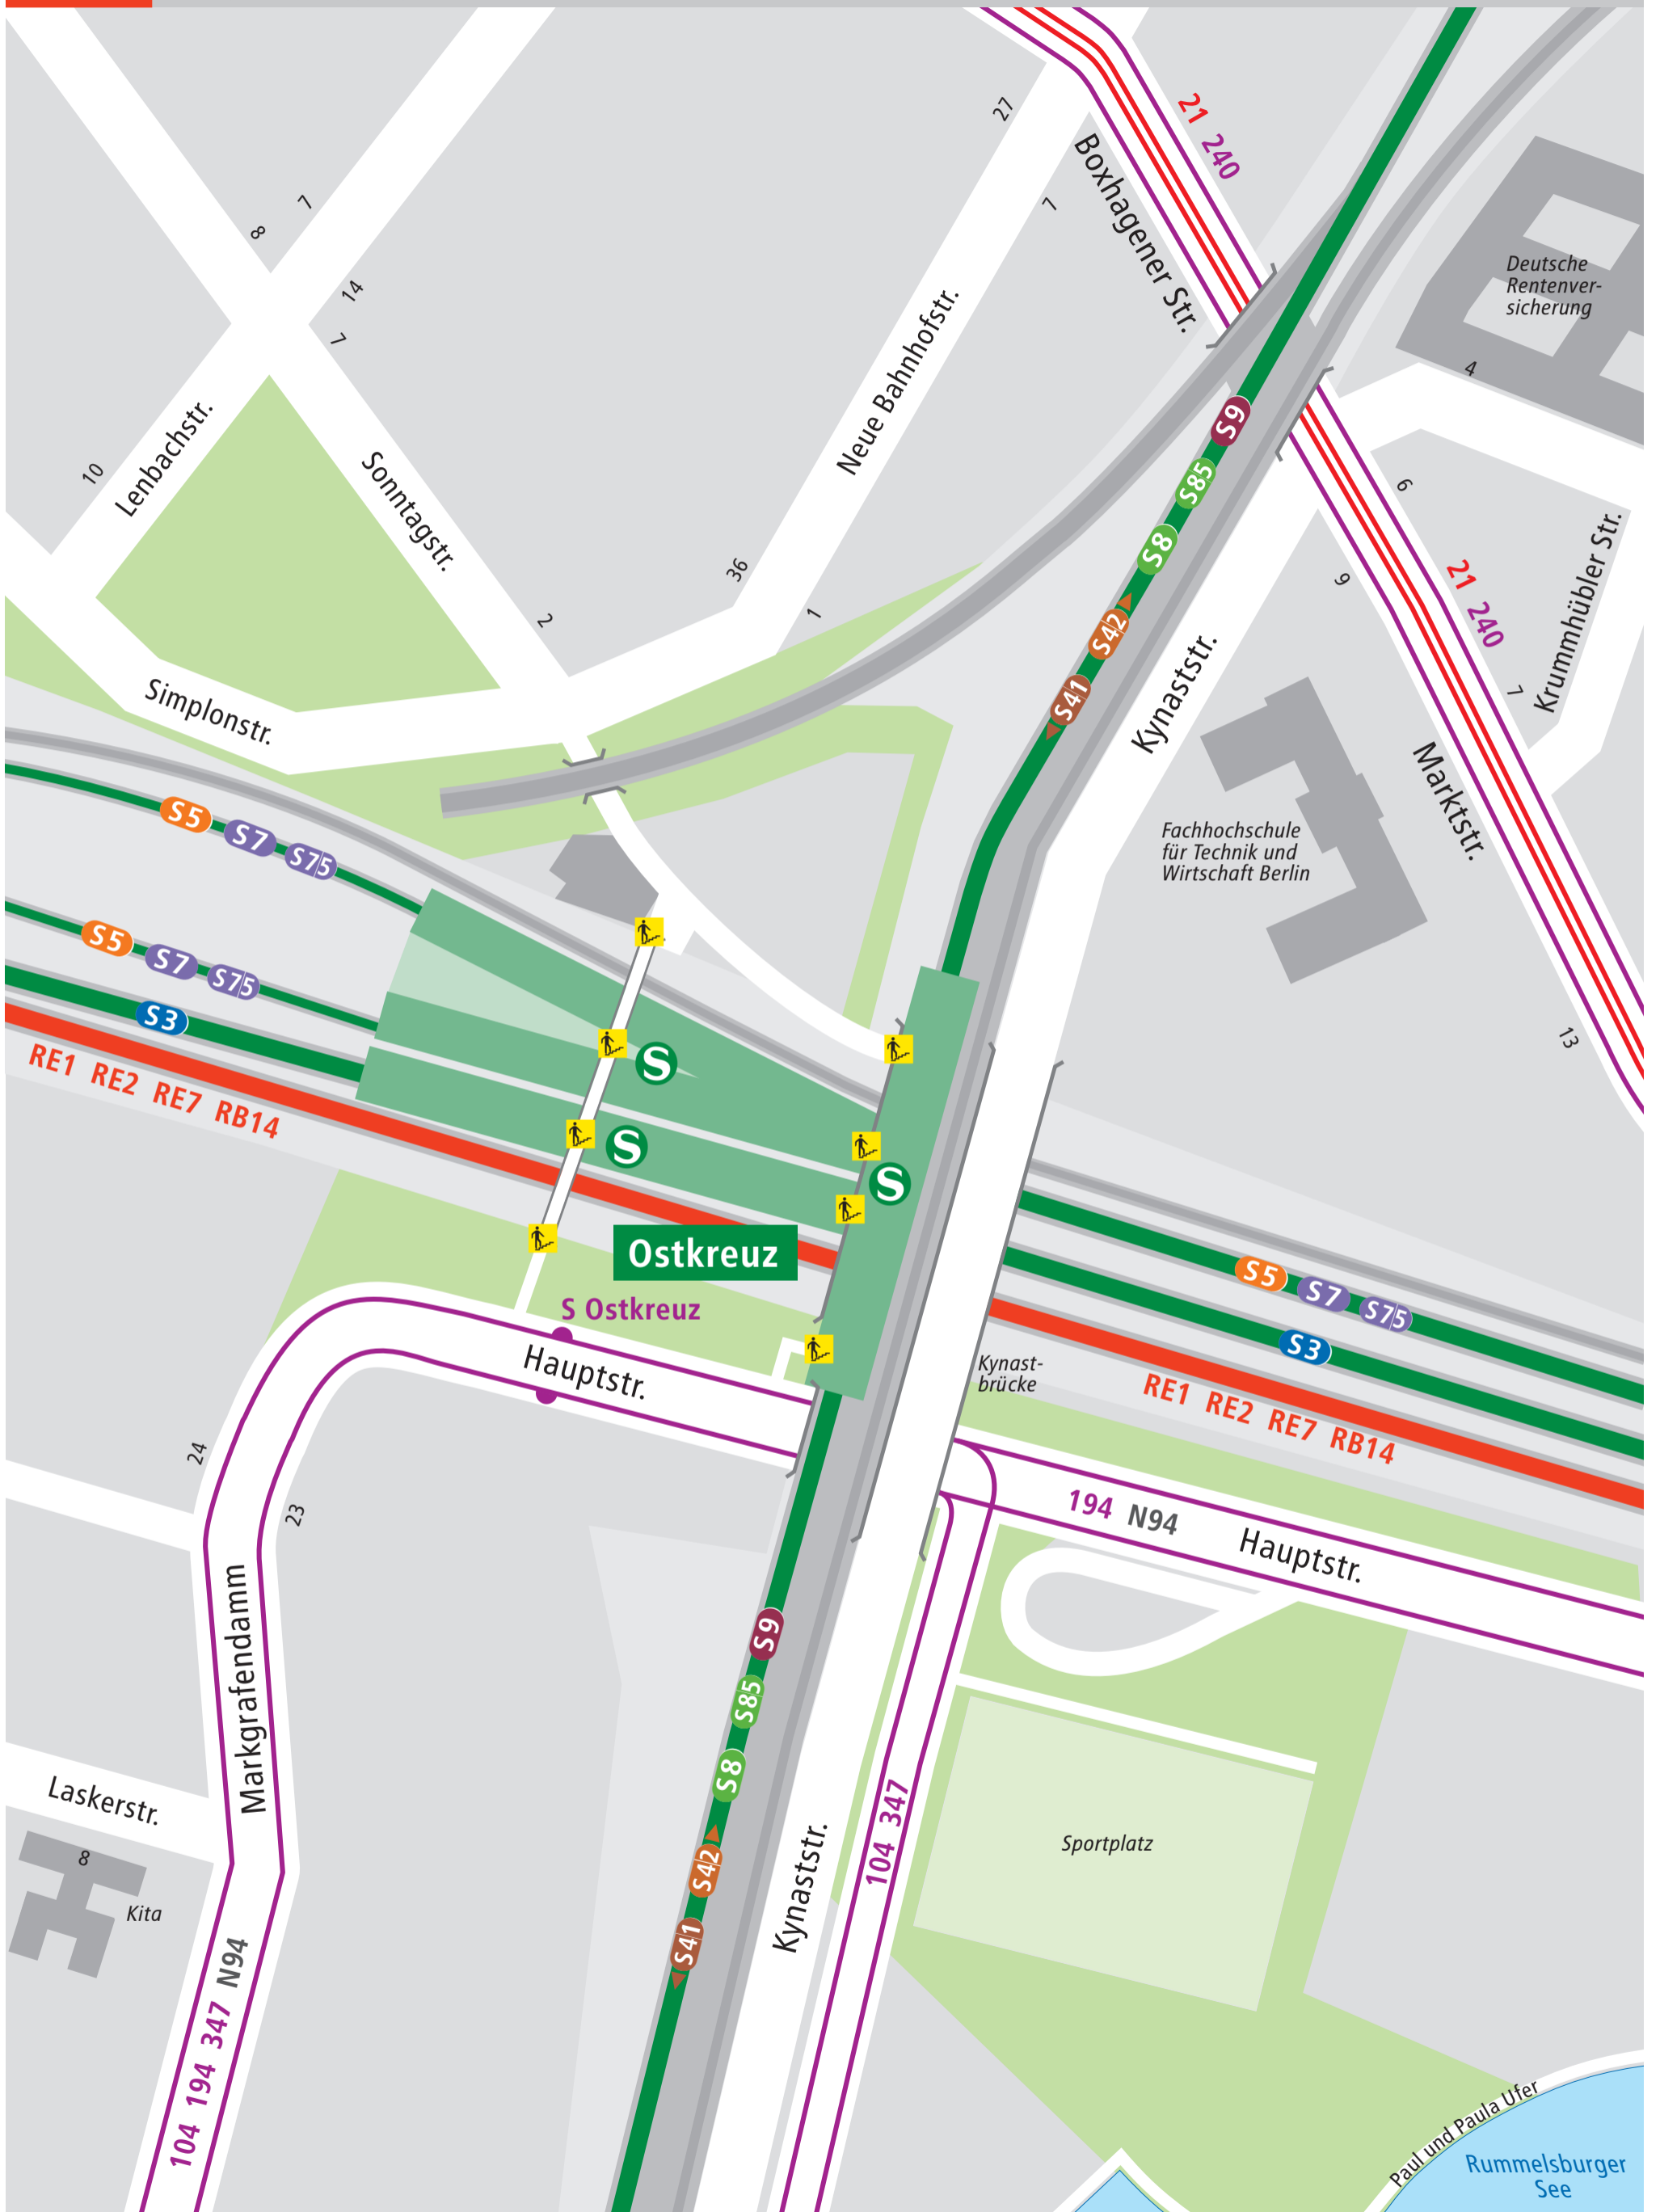 21 240
27
Boxhagener Str.
7
8
7
14
7
Deutsche
Rentenver-
sicherung
4
Neue Bahnhofstr.
Lenbachstr.
10
Sonntagstr.
S9
S85
S8
S42
S41
6
9
21 240
Krummhübler Str.
7
36
1
2
Simplonstr.
Kynaststr.
Marktstr.
Fachhochschule
für Technik und
Wirtschaft Berlin
S5 S7 S75
S5 S7 S75
S3
RE1 RE2 RE7 RB14
13
S
S
S
Ostkreuz
S Ostkreuz
Hauptstr.
Kynast-
brücke
S5 S7 S75
S3
RE1 RE2 RE7 RB14
24
23
194 N94
Hauptstr.
Markgrafendamm
S9
S85
S8
S42
S41
Laskerstr.
8
Kita
Kynaststr.
104 347
Sportplatz
104 194 347 N94
Paul und Paula Ufer
Rummelsburger
See